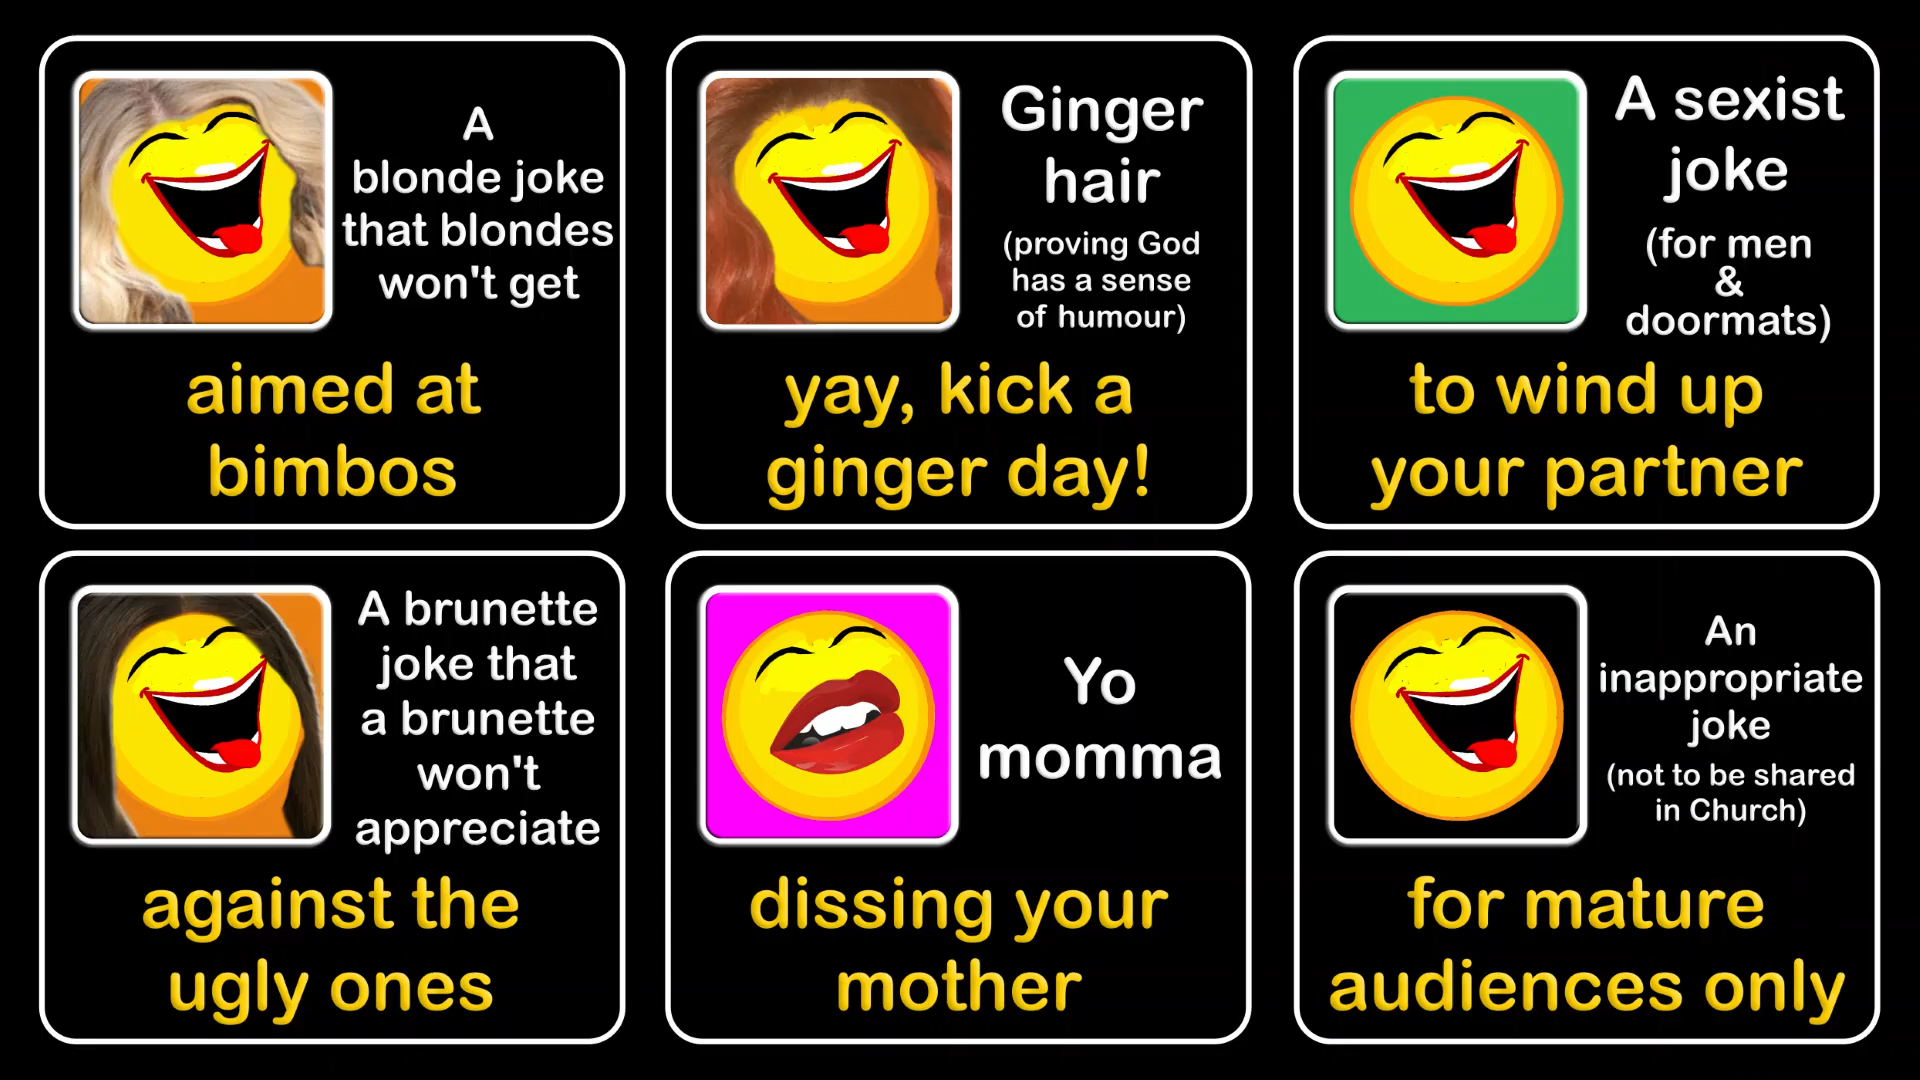 A
blonde joke
that blondes
won't get
aimed at
bimbos
Ginger
hair
(proving God
has a sense
of humour)
yay, kick a
ginger day!
A sexist
joke
(for men
&
doormats)
to wind up
your partner
A brunette
joke that
a brunette
won't
appreciate
against the
ugly ones
Yo
momma
dissing your
mother
An
inappropriate
joke
(not to be shared
in Church)
for mature
audiences only